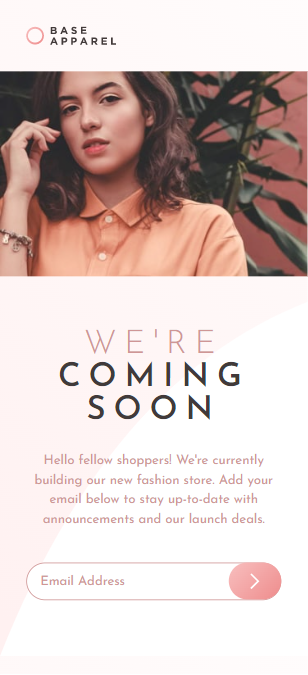 BASE
APPAREL
WE'RE
COMING
SOON
Hello fellow shoppers! We're currently
building our new fashion store. Add your
email below to stay up-to-date with
announcements and our launch deals.
Email Address